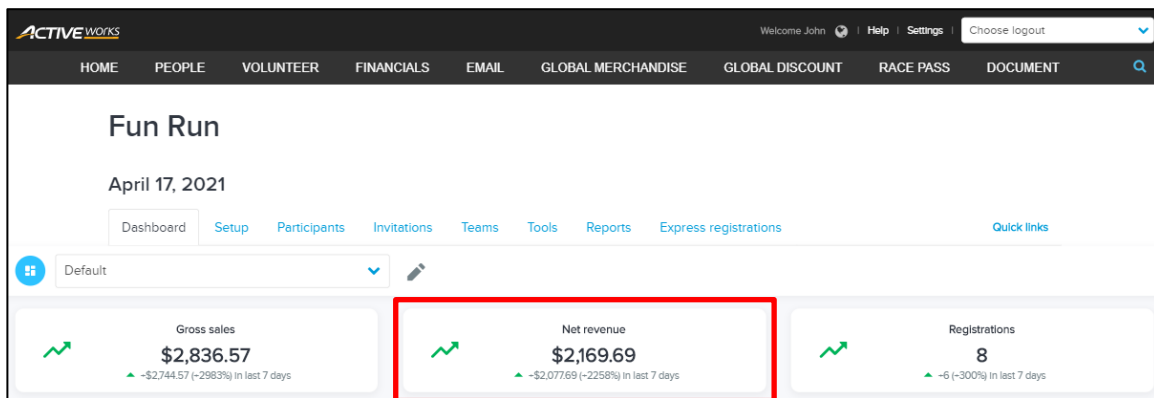 ACTIVE WORKS
Welcome John | Help | Settings | Choose logout
HOME PEOPLE VOLUNTEER FINANCIALS EMAIL GLOBAL MERCHANDISE GLOBAL DISCOUNT RACE PASS DOCUMENT
Fun Run
April 17, 2021
Dashboard Setup Participants Invitations Teams Tools Reports Express registrations Quick links
Default
Gross sales Net revenue Registrations
$2,836.57 $2,169.69 8
+$2,744.57 (+2983%) in last 7 days +$2,077.69 (+2258%) in last 7 days +6 (+300%) in last 7 days